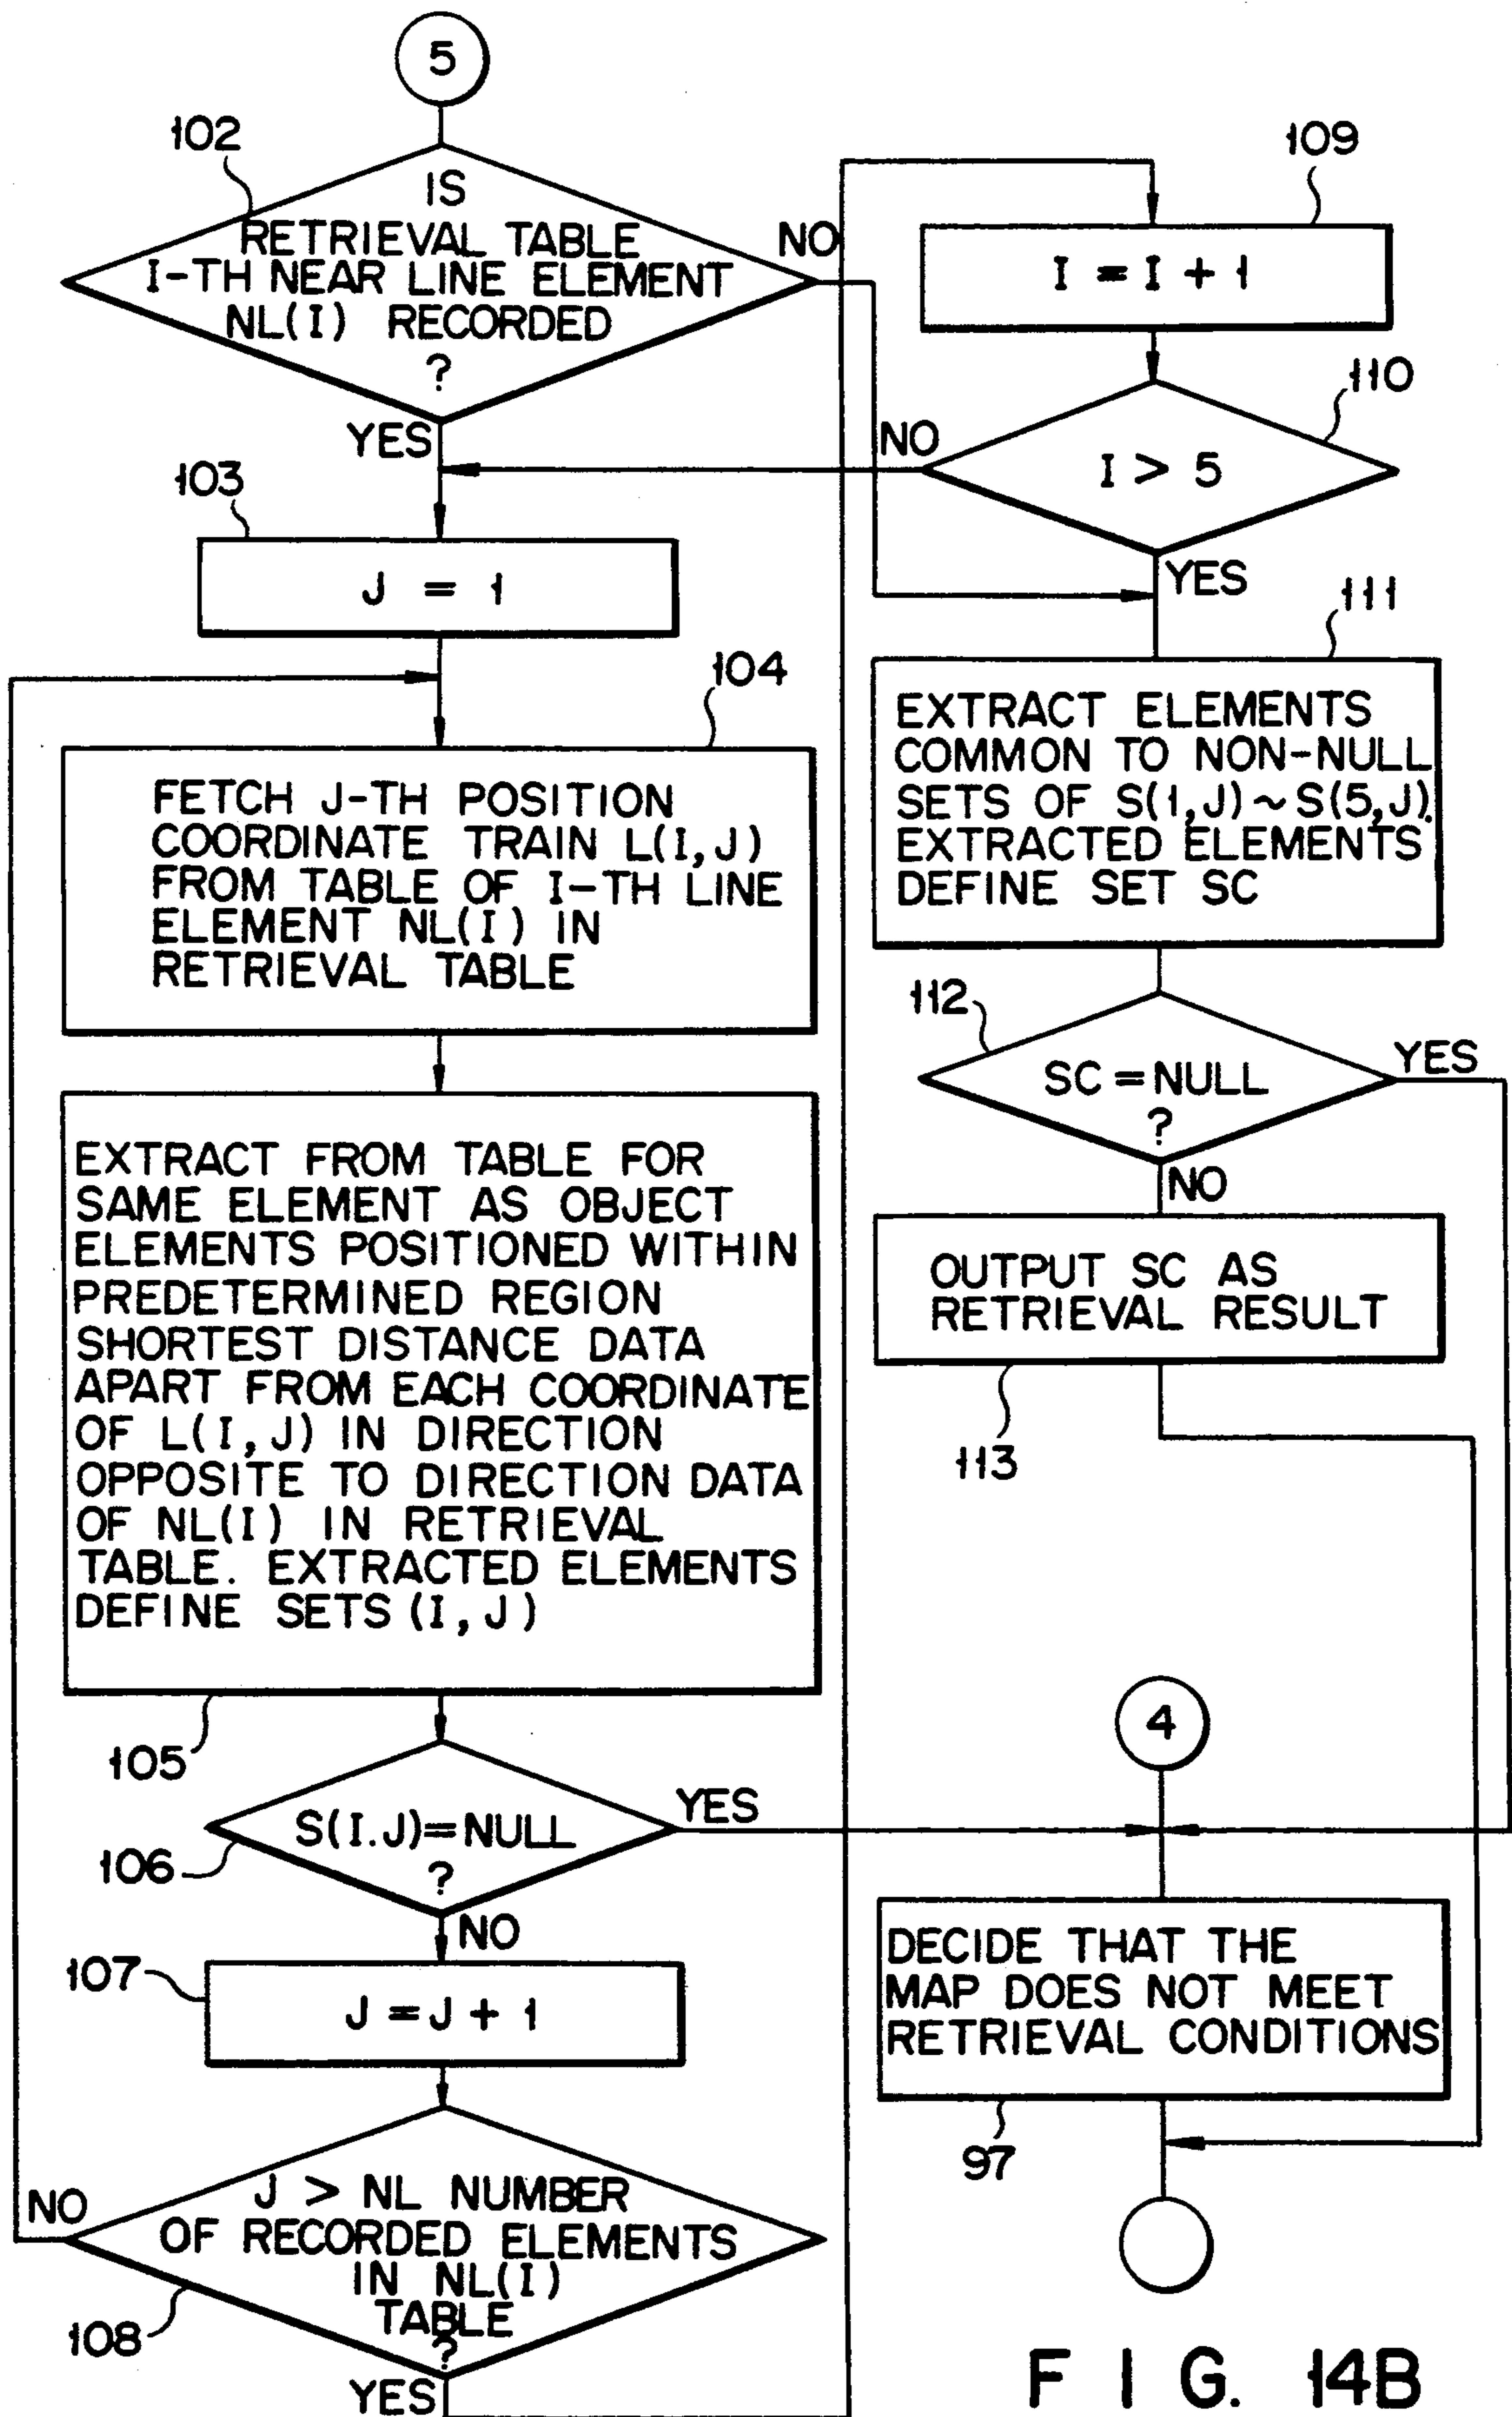 5
102
IS
RETRIEVAL TABLE
I-TH NEAR LINE ELEMENT
NL(I) RECORDED
?
NO
YES
103
J = 1
104
FETCH J-TH POSITION
COORDINATE TRAIN L(I,J)
FROM TABLE OF I-TH LINE
ELEMENT NL(I) IN
RETRIEVAL TABLE
EXTRACT FROM TABLE FOR
SAME ELEMENT AS OBJECT
ELEMENTS POSITIONED WITHIN
PREDETERMINED REGION
SHORTEST DISTANCE DATA
APART FROM EACH COORDINATE
OF L(I,J) IN DIRECTION
OPPOSITE TO DIRECTION DATA
OF NL(I) IN RETRIEVAL
TABLE. EXTRACTED ELEMENTS
DEFINE SETS (I,J)
105
S(I.J)=NULL
?
YES
106
NO
107
J = J + 1
NO
J > NL NUMBER
OF RECORDED ELEMENTS
IN NL(I)
TABLE
?
108
YES
109
I = I + 1
110
I > 5
NO
YES
111
EXTRACT ELEMENTS
COMMON TO NON-NULL
SETS OF S(1,J)~S(5,J).
EXTRACTED ELEMENTS
DEFINE SET SC
112
SC = NULL
?
YES
NO
OUTPUT SC AS
RETRIEVAL RESULT
113
4
DECIDE THAT THE
MAP DOES NOT MEET
RETRIEVAL CONDITIONS
97
FIG. 14B